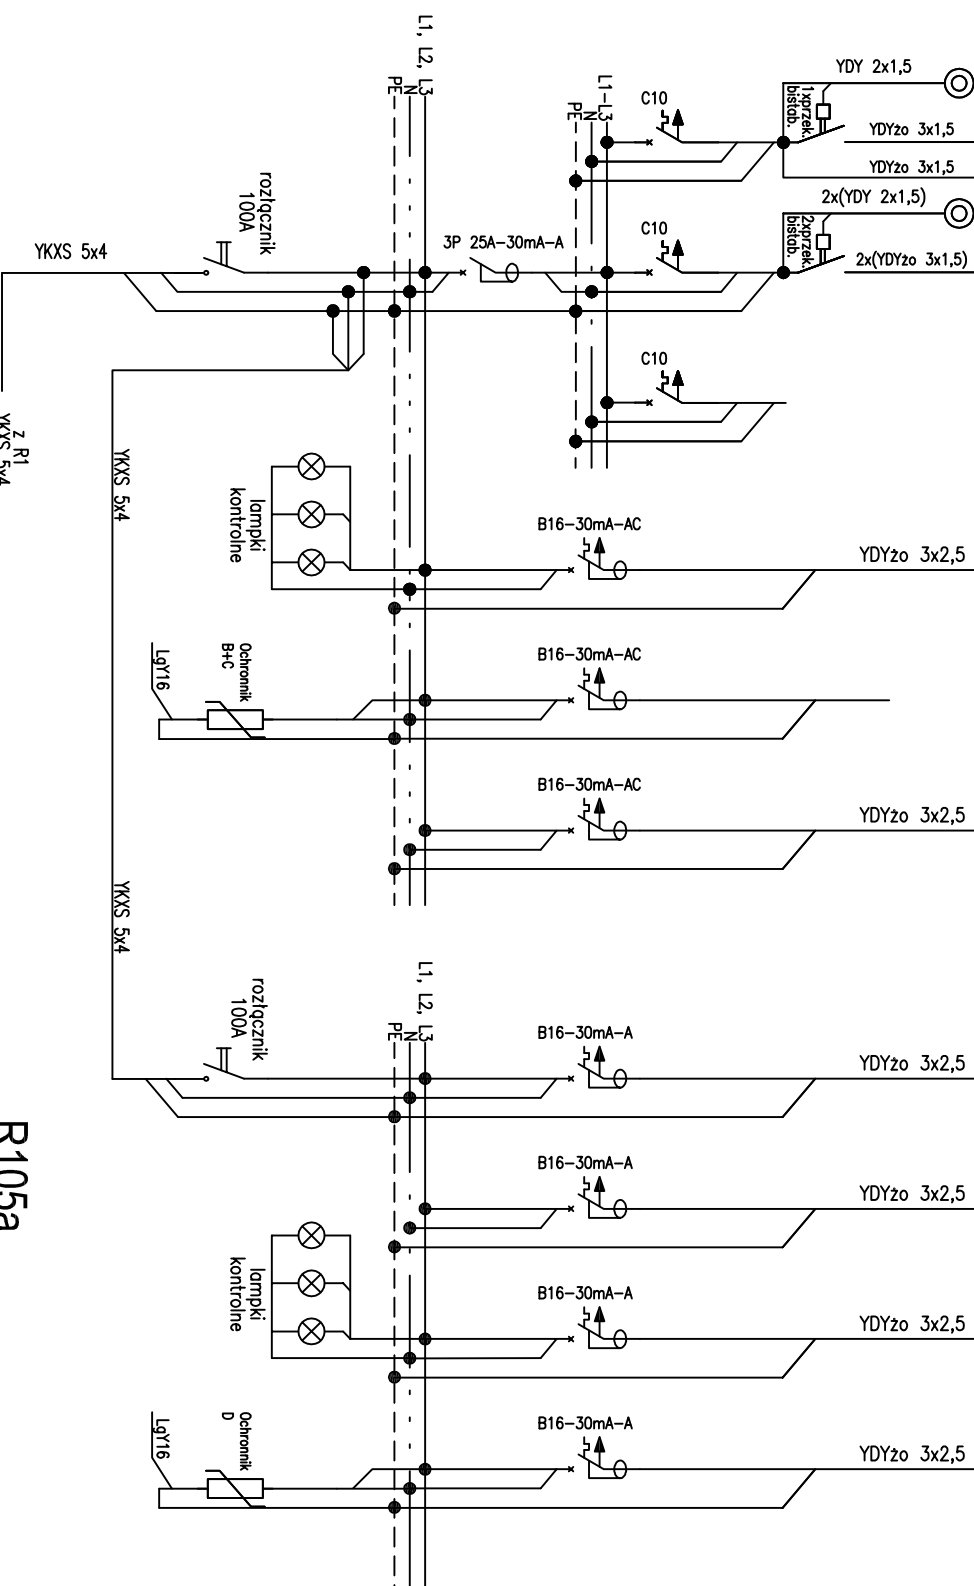 L1, L2, L3
N
PE
L1-L3
N
PE
C10
YDY 2x1,5
1xprzek.
bistab.
YDYżo 3x1,5
YDYżo 3x1,5
2x(YDY 2x1,5)
C10
2xprzek.
bistab.
2x(YDYżo 3x1,5)
rozłącznik
100A
3P 25A-30mA-A
YKXS 5x4
C10
z R1
YKXS 5x4
YKXS 5x4
lampki
kontrolne
B16-30mA-AC
YDYżo 3x2,5
B16-30mA-AC
Ochronnik
B+C
LgY16
B16-30mA-AC
YDYżo 3x2,5
YKXS 5x4
L1, L2, L3
N
PE
rozłącznik
100A
B16-30mA-A
YDYżo 3x2,5
R105a
B16-30mA-A
YDYżo 3x2,5
lampki
kontrolne
B16-30mA-A
YDYżo 3x2,5
B16-30mA-A
YDYżo 3x2,5
Ochronnik
D
LgY16